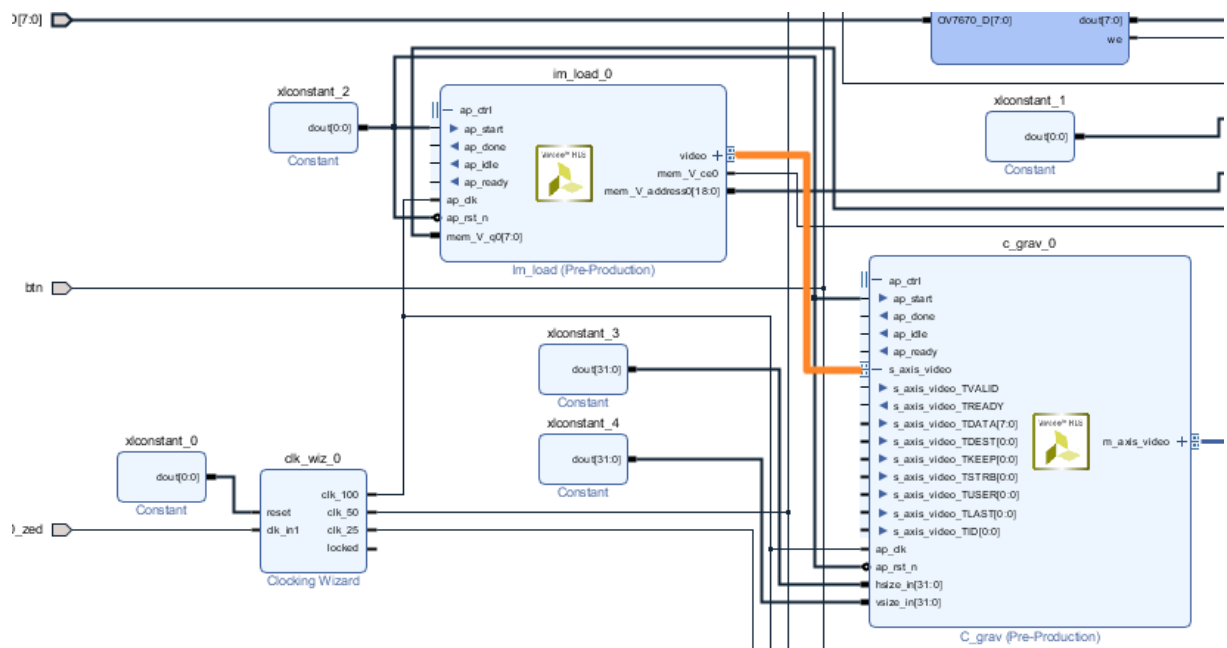 OV7670_D[7:0]
dout[7:0]
we
im_load_0
xlconstant_2
dout[0:0]
Constant
ap_ctrl
ap_start
ap_done
ap_idle
ap_ready
ap_clk
ap_rst_n
mem_V_q0[7:0]
Vivado™ HLS
video
mem_V_ce0
mem_V_address0[18:0]
Im_load (Pre-Production)
xlconstant_1
dout[0:0]
Constant
btn
xlconstant_3
dout[31:0]
Constant
xlconstant_4
dout[31:0]
Constant
xlconstant_0
dout[0:0]
Constant
clk_wiz_0
reset
clk_in1
clk_100
clk_50
clk_25
locked
Clocking Wizard
c_grav_0
ap_ctrl
ap_start
ap_done
ap_idle
ap_ready
s_axis_video
s_axis_video_TVALID
s_axis_video_TREADY
s_axis_video_TDATA[7:0]
s_axis_video_TDEST[0:0]
s_axis_video_TKEEP[0:0]
s_axis_video_TSTRB[0:0]
s_axis_video_TUSER[0:0]
s_axis_video_TLAST[0:0]
s_axis_video_TID[0:0]
ap_clk
ap_rst_n
hsize_in[31:0]
vsize_in[31:0]
Vivado™ HLS
m_axis_video
C_grav (Pre-Production)